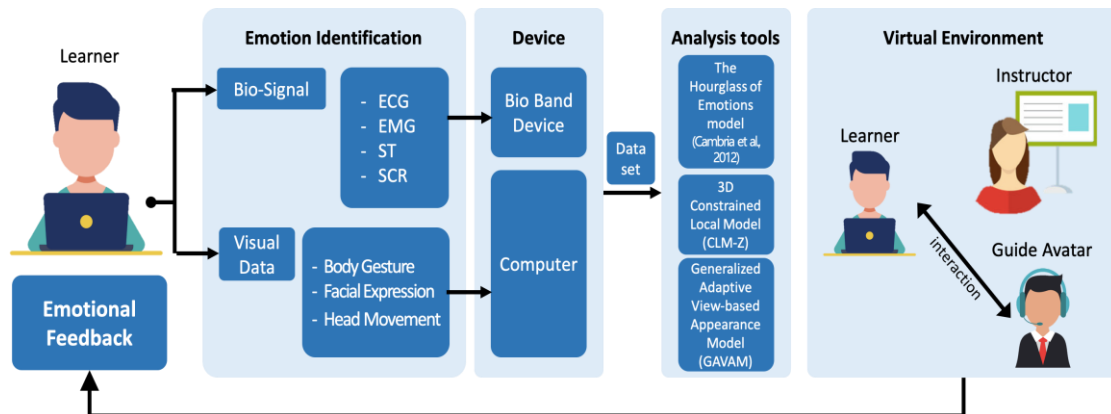 Learner
Emotional
Feedback
Emotion Identification
Bio-Signal
- ECG
- EMG
- ST
- SCR
Visual
Data
- Body Gesture
- Facial Expression
- Head Movement
Device
Bio Band
Device
Computer
Data
set
Analysis tools
The
Hourglass of
Emotions
model
(Cambria et al.,
2012)
3D
Constrained
Local Model
(CLM-Z)
Generalized
Adaptive
View-based
Appearance
Model
(GAVAM)
Virtual Environment
Instructor
Learner
interaction
Guide Avatar